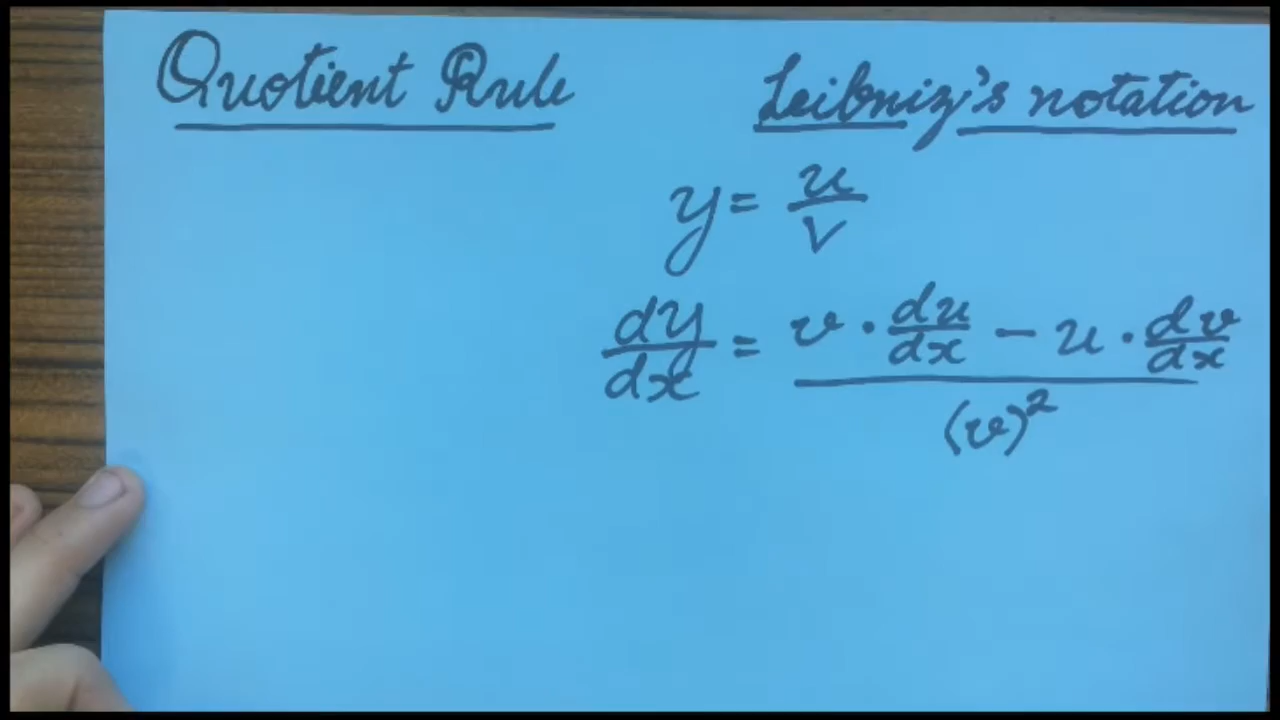 Quotient Rule
Leibniz's notation
y = u/v
dy/dx = (v · du/dx − u · dv/dx)/(v)²